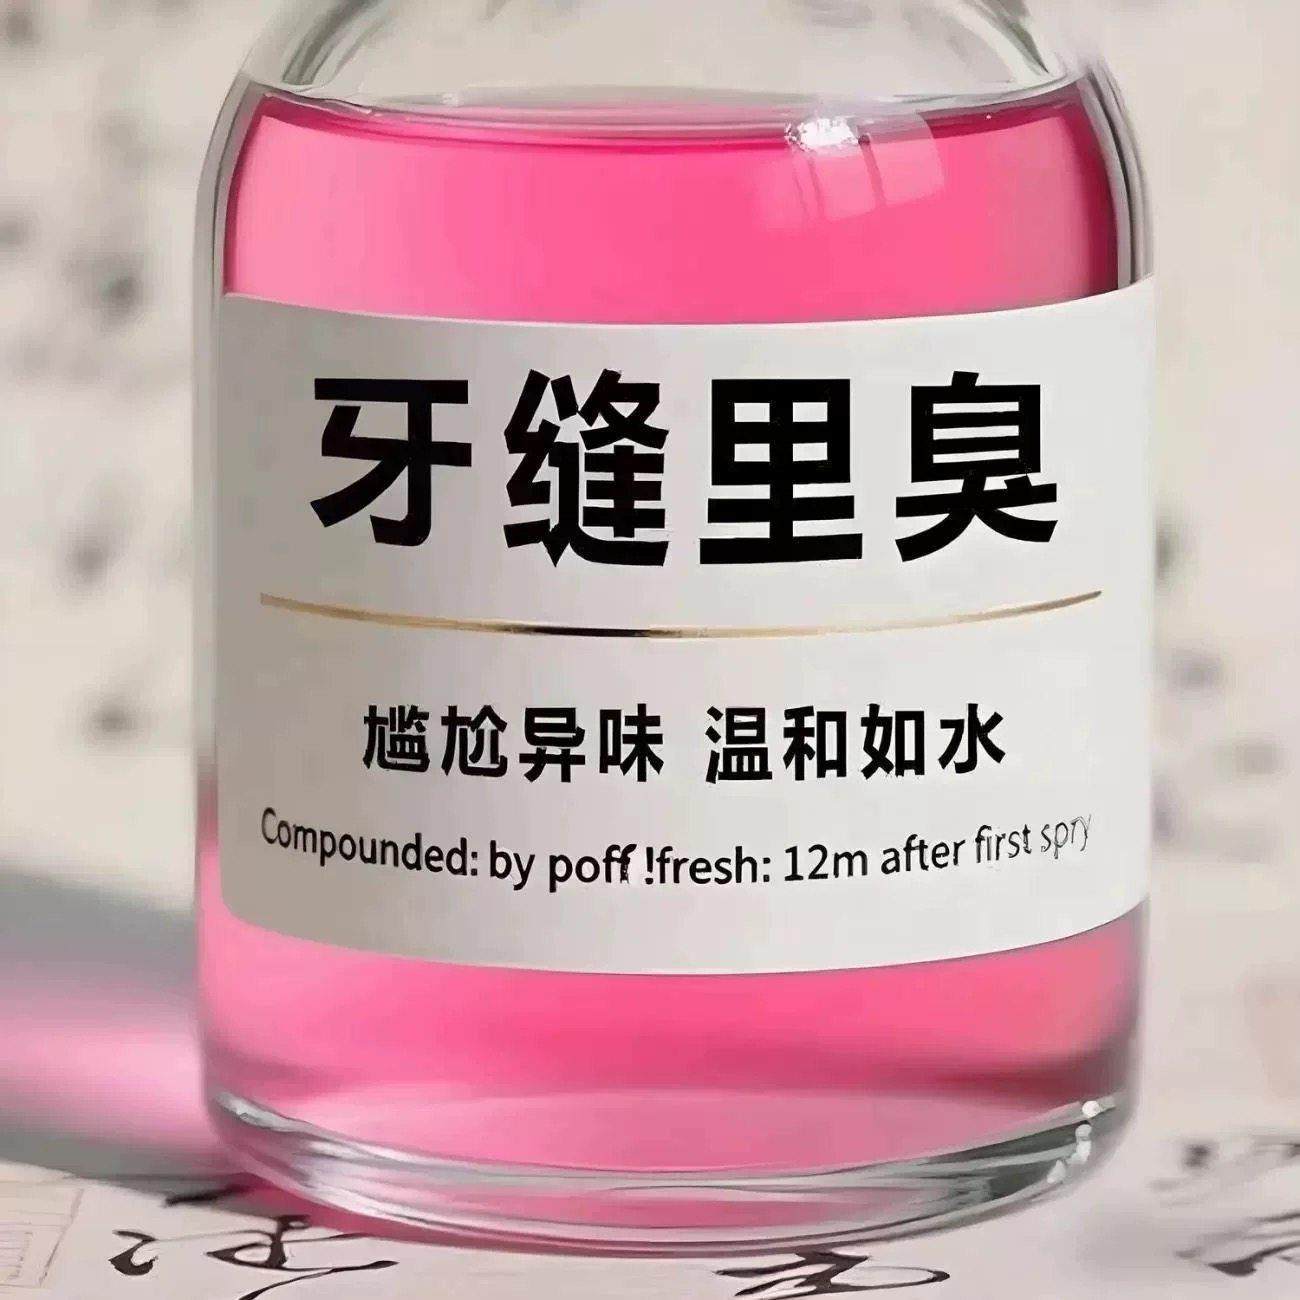 牙缝里臭
尴尬异味 温和如水
Compounded: by poff !fresh: 12m after first spry